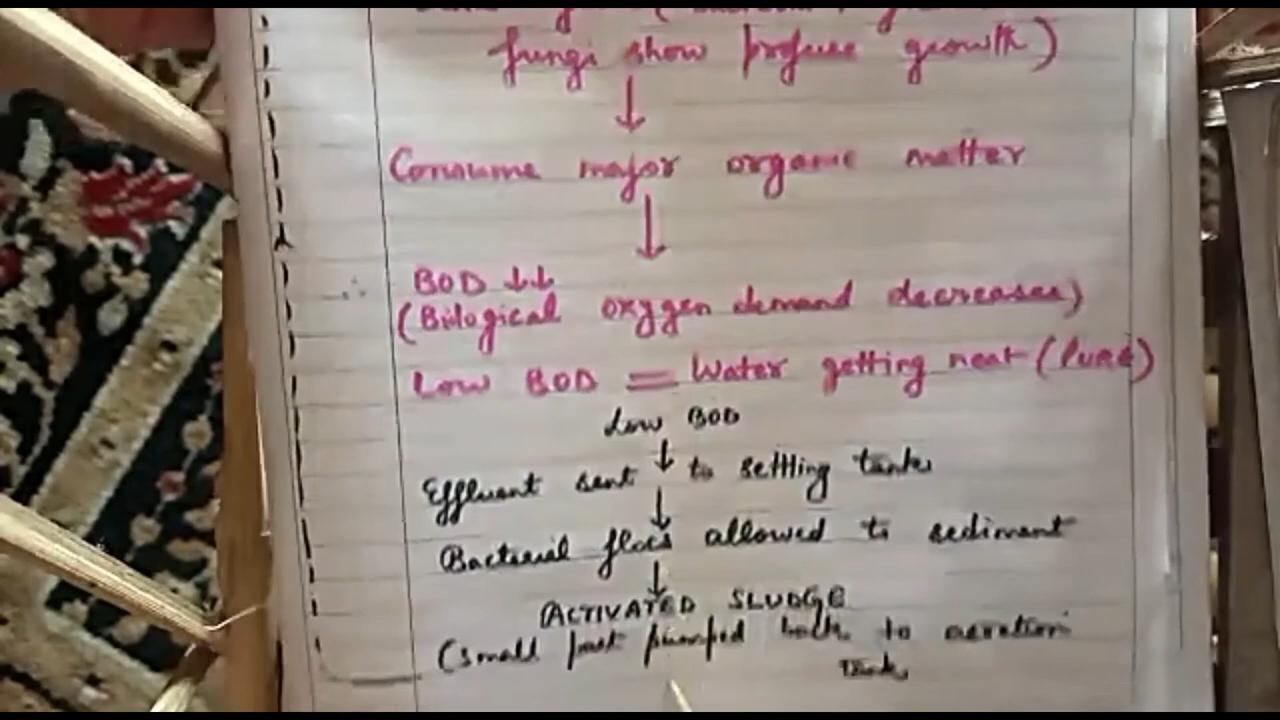 fungi show profuse growth)
↓
Consume major organic matter
↓
∴ BOD ↓↓
(Biological oxygen demand decreases)
Low BOD = Water getting neat (Pure)
Low BOD
↓
Effluent sent to settling tank
↓
Bacterial flocs allowed to sediment
↓
ACTIVATED SLUDGE
(small part pumped back to aeration
tank